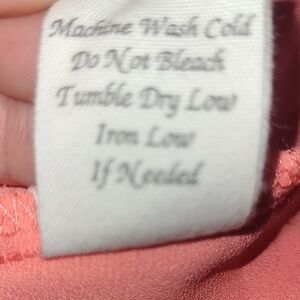 Machine Wash Cold
Do Not Bleach
Tumble Dry Low
Iron Low
If Needed